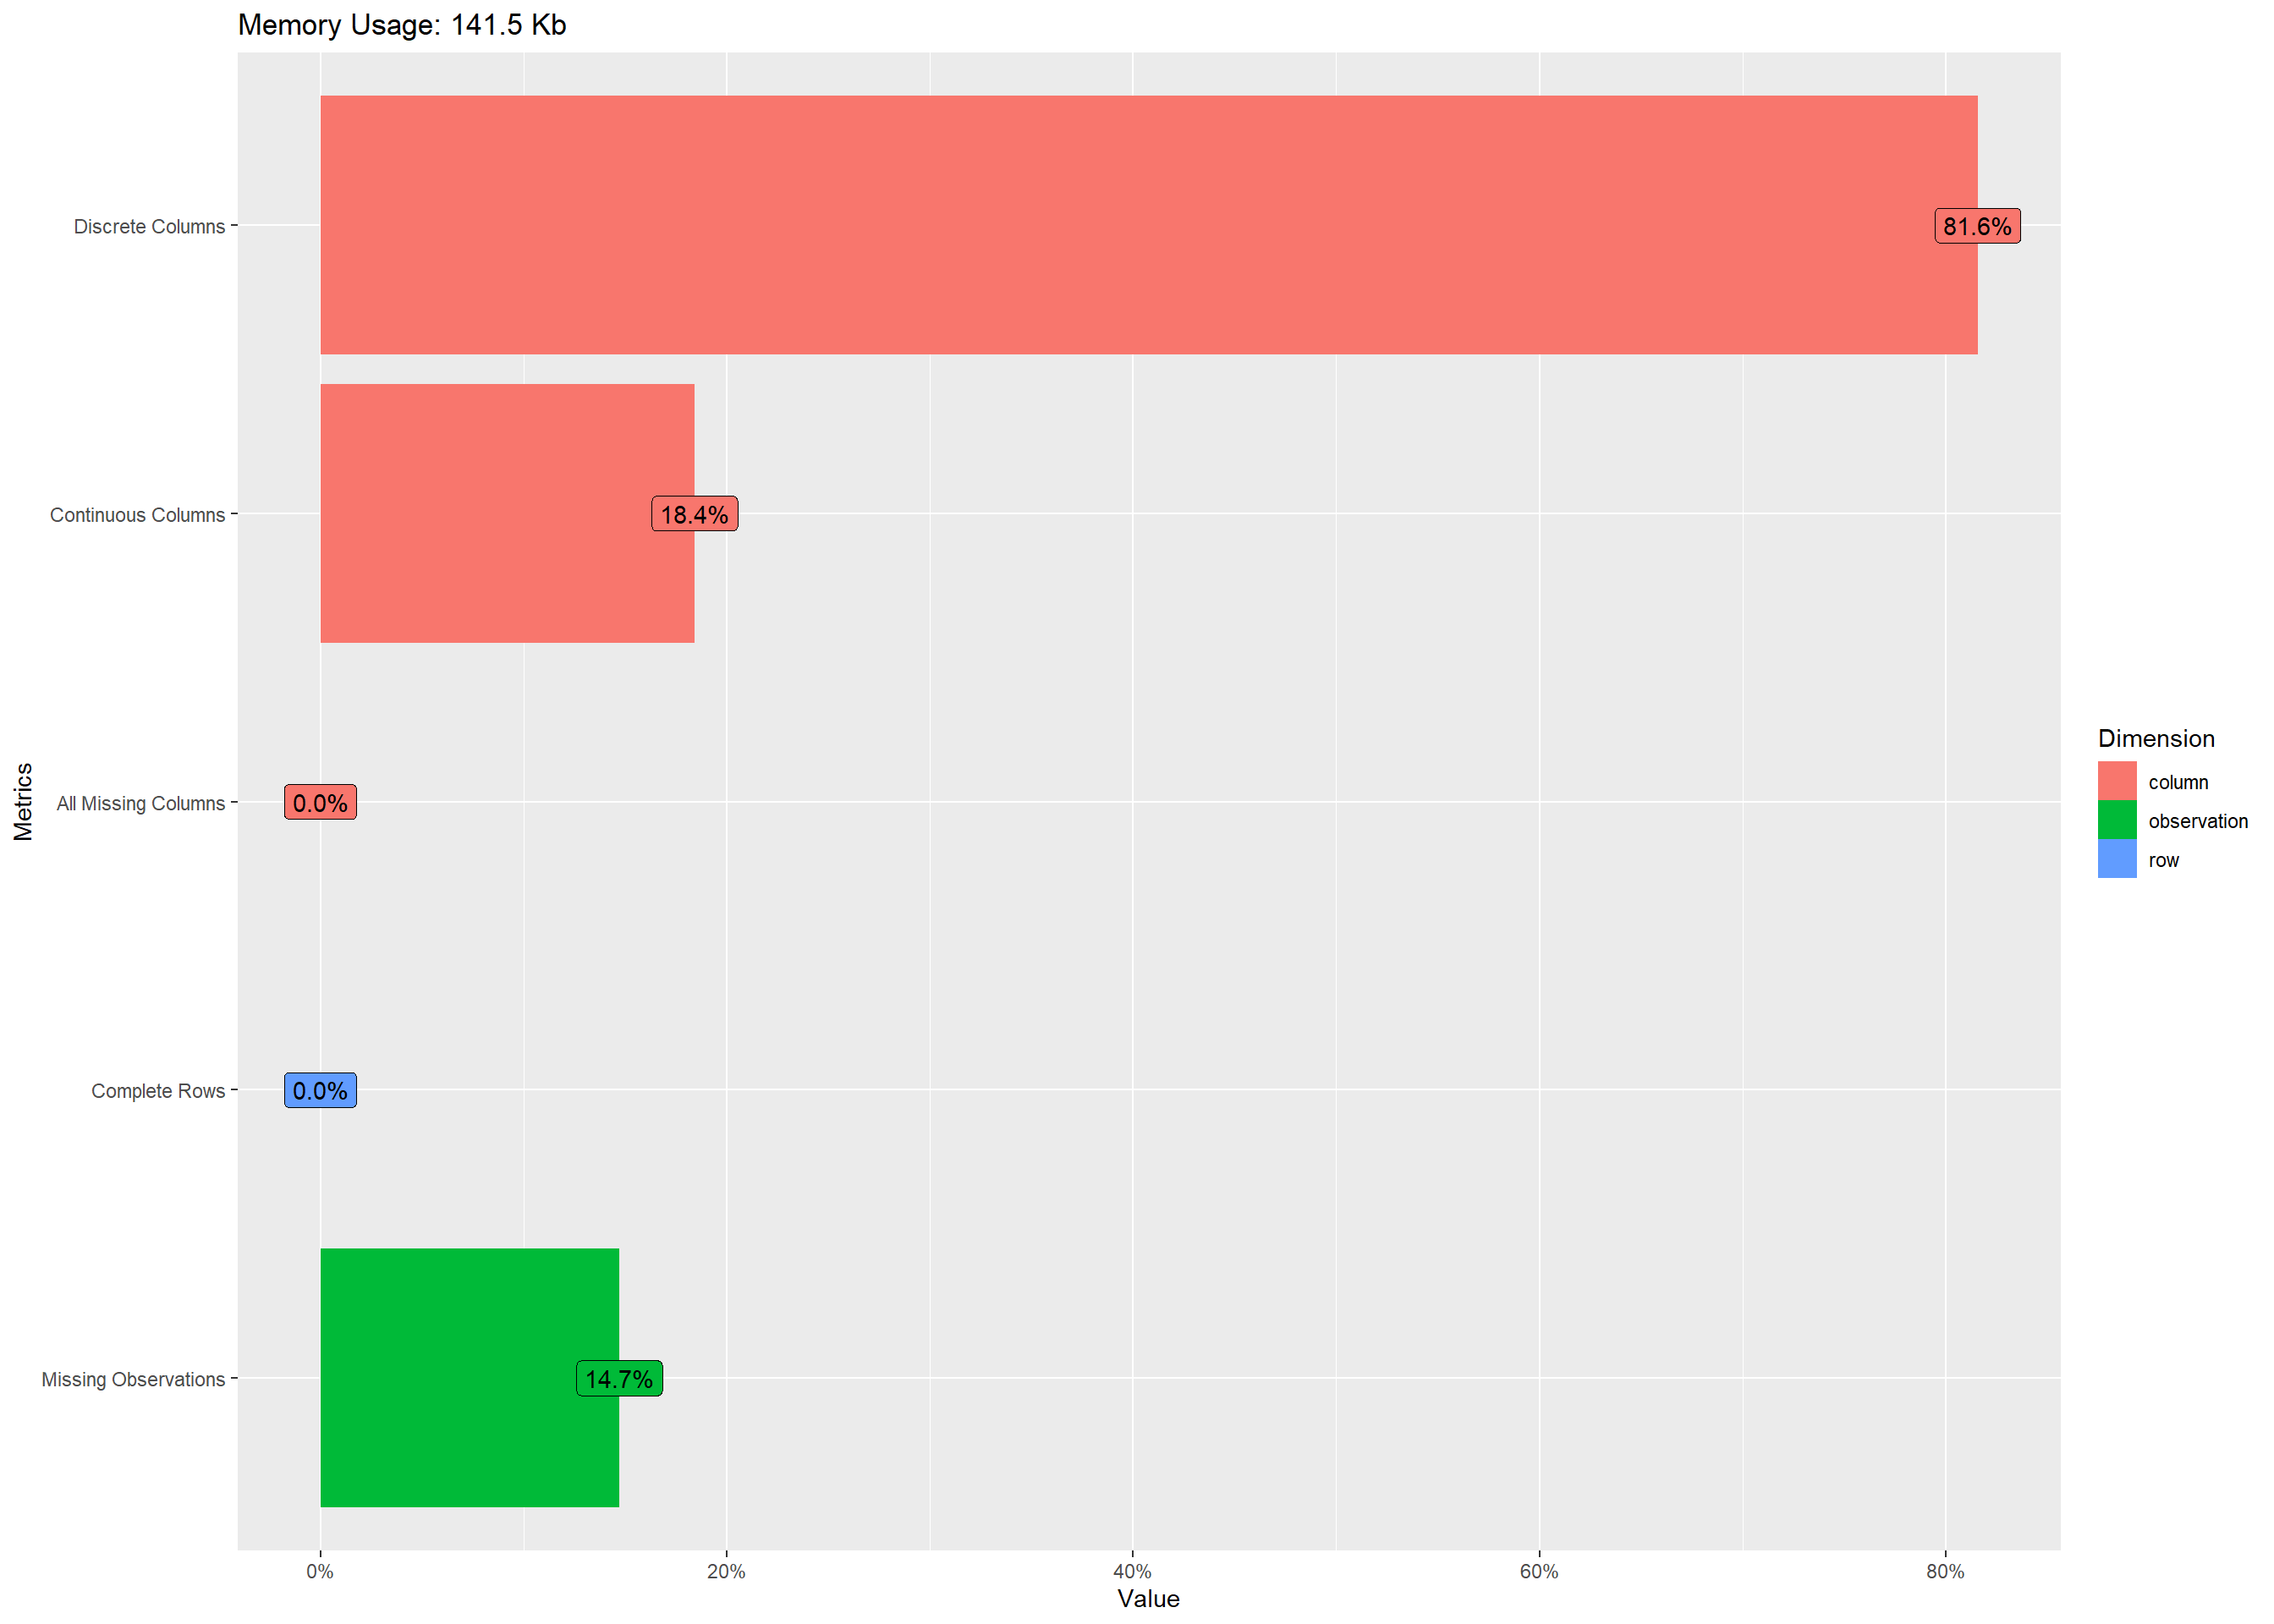 Memory Usage: 141.5 Kb
Discrete Columns
81.6%
Continuous Columns
18.4%
All Missing Columns
0.0%
Complete Rows
0.0%
Missing Observations
14.7%
Metrics
0%
20%
40%
60%
80%
Value
Dimension
column
observation
row